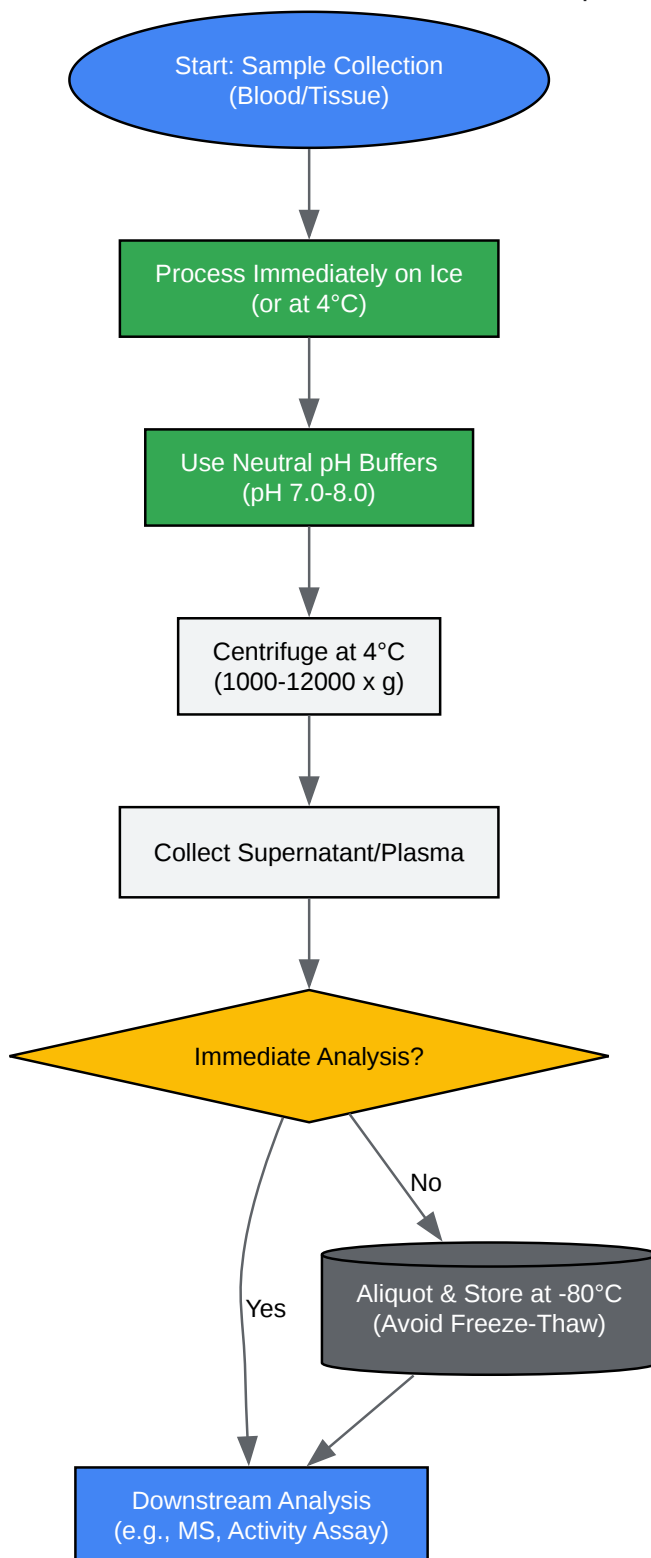 Start: Sample Collection
(Blood/Tissue)
Process Immediately on Ice
(or at 4°C)
Use Neutral pH Buffers
(pH 7.0-8.0)
Centrifuge at 4°C
(1000-12000 x g)
Collect Supernatant/Plasma
Immediate Analysis?
No
Aliquot & Store at -80°C
(Avoid Freeze-Thaw)
Yes
Downstream Analysis
(e.g., MS, Activity Assay)